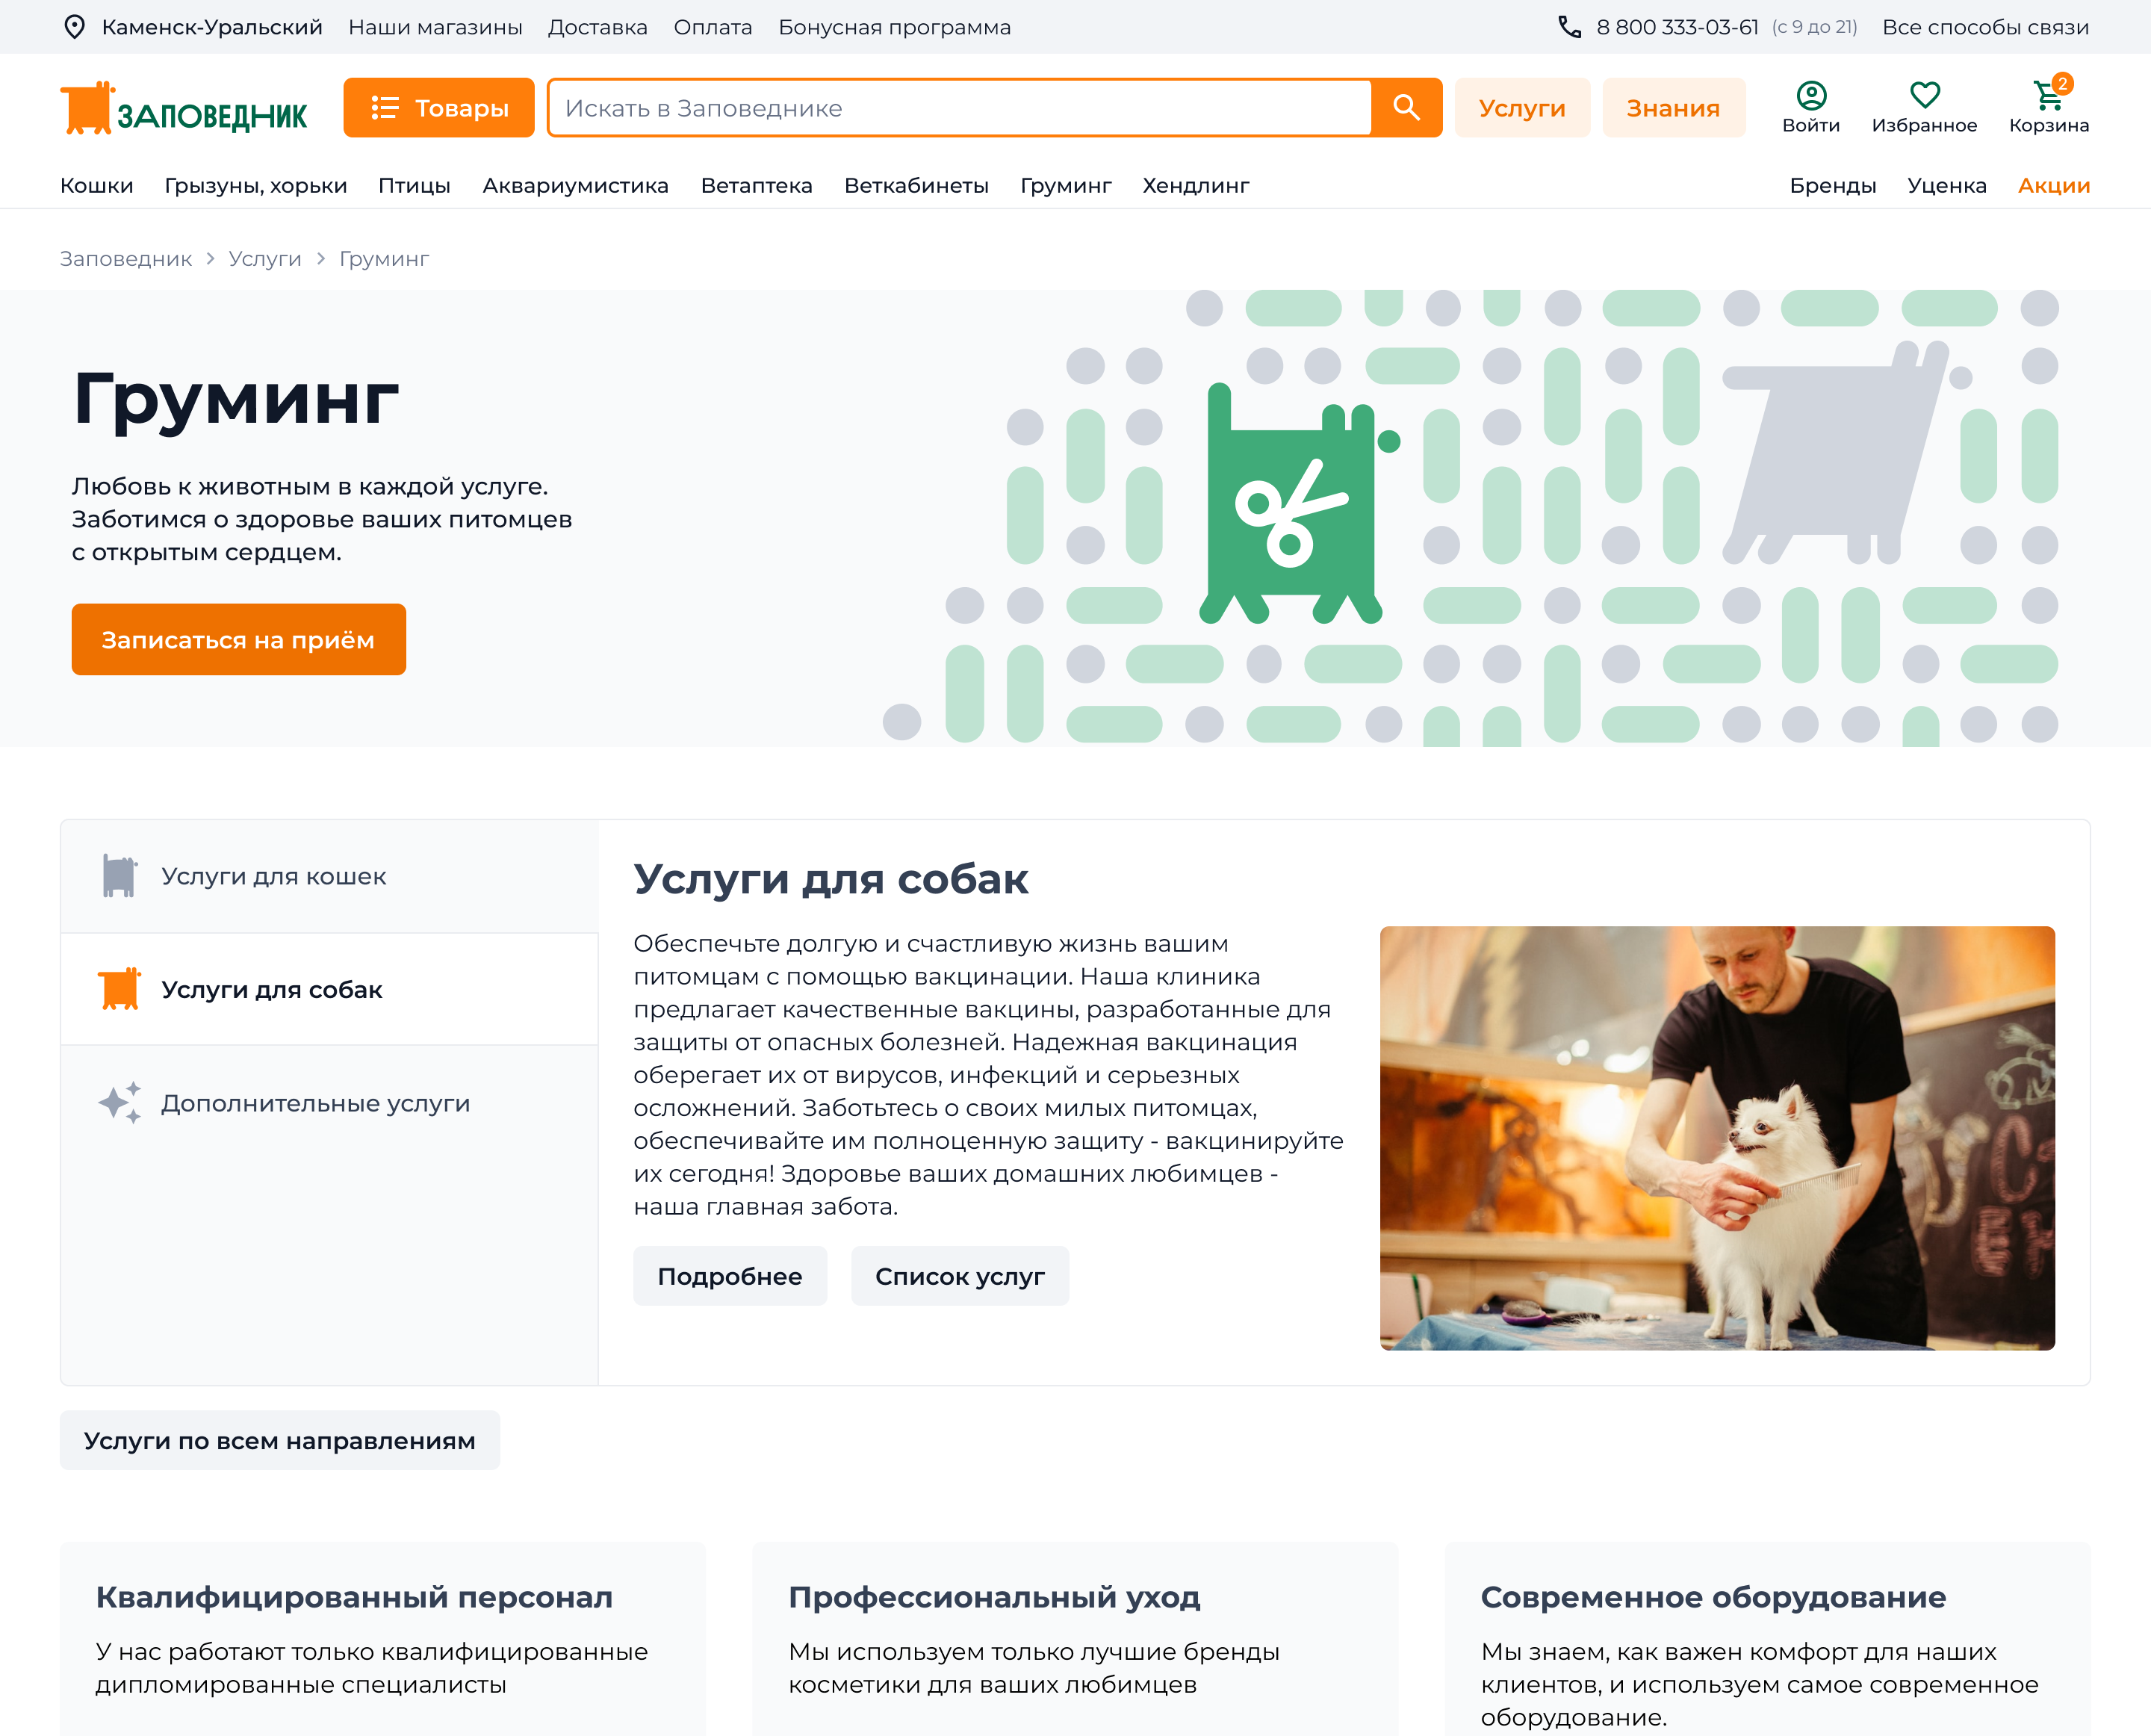 Каменск-Уральский Наши магазины Доставка Оплата Бонусная программа 8 800 333-03-61 (с 9 до 21) Все способы связи
ЗАПОВЕДНИК Товары Искать в Заповеднике Услуги Знания Войти Избранное 2 Корзина
Кошки Грызуны, хорьки Птицы Аквариумистика Ветаптека Веткабинеты Груминг Хендлинг Бренды Уценка Акции
Заповедник > Услуги > Груминг
Груминг
Любовь к животным в каждой услуге.
Заботимся о здоровье ваших питомцев
с открытым сердцем.
Записаться на приём
Услуги для кошек
Услуги для собак
Дополнительные услуги
Услуги для собак
Обеспечьте долгую и счастливую жизнь вашим
питомцам с помощью вакцинации. Наша клиника
предлагает качественные вакцины, разработанные для
защиты от опасных болезней. Надежная вакцинация
оберегает их от вирусов, инфекций и серьезных
осложнений. Заботьтесь о своих милых питомцах,
обеспечивайте им полноценную защиту - вакцинируйте
их сегодня! Здоровье ваших домашних любимцев -
наша главная забота.
Подробнее Список услуг
Услуги по всем направлениям
Квалифицированный персонал
У нас работают только квалифицированные
дипломированные специалисты
Профессиональный уход
Мы используем только лучшие бренды
косметики для ваших любимцев
Современное оборудование
Мы знаем, как важен комфорт для наших
клиентов, и используем самое современное
оборудование.